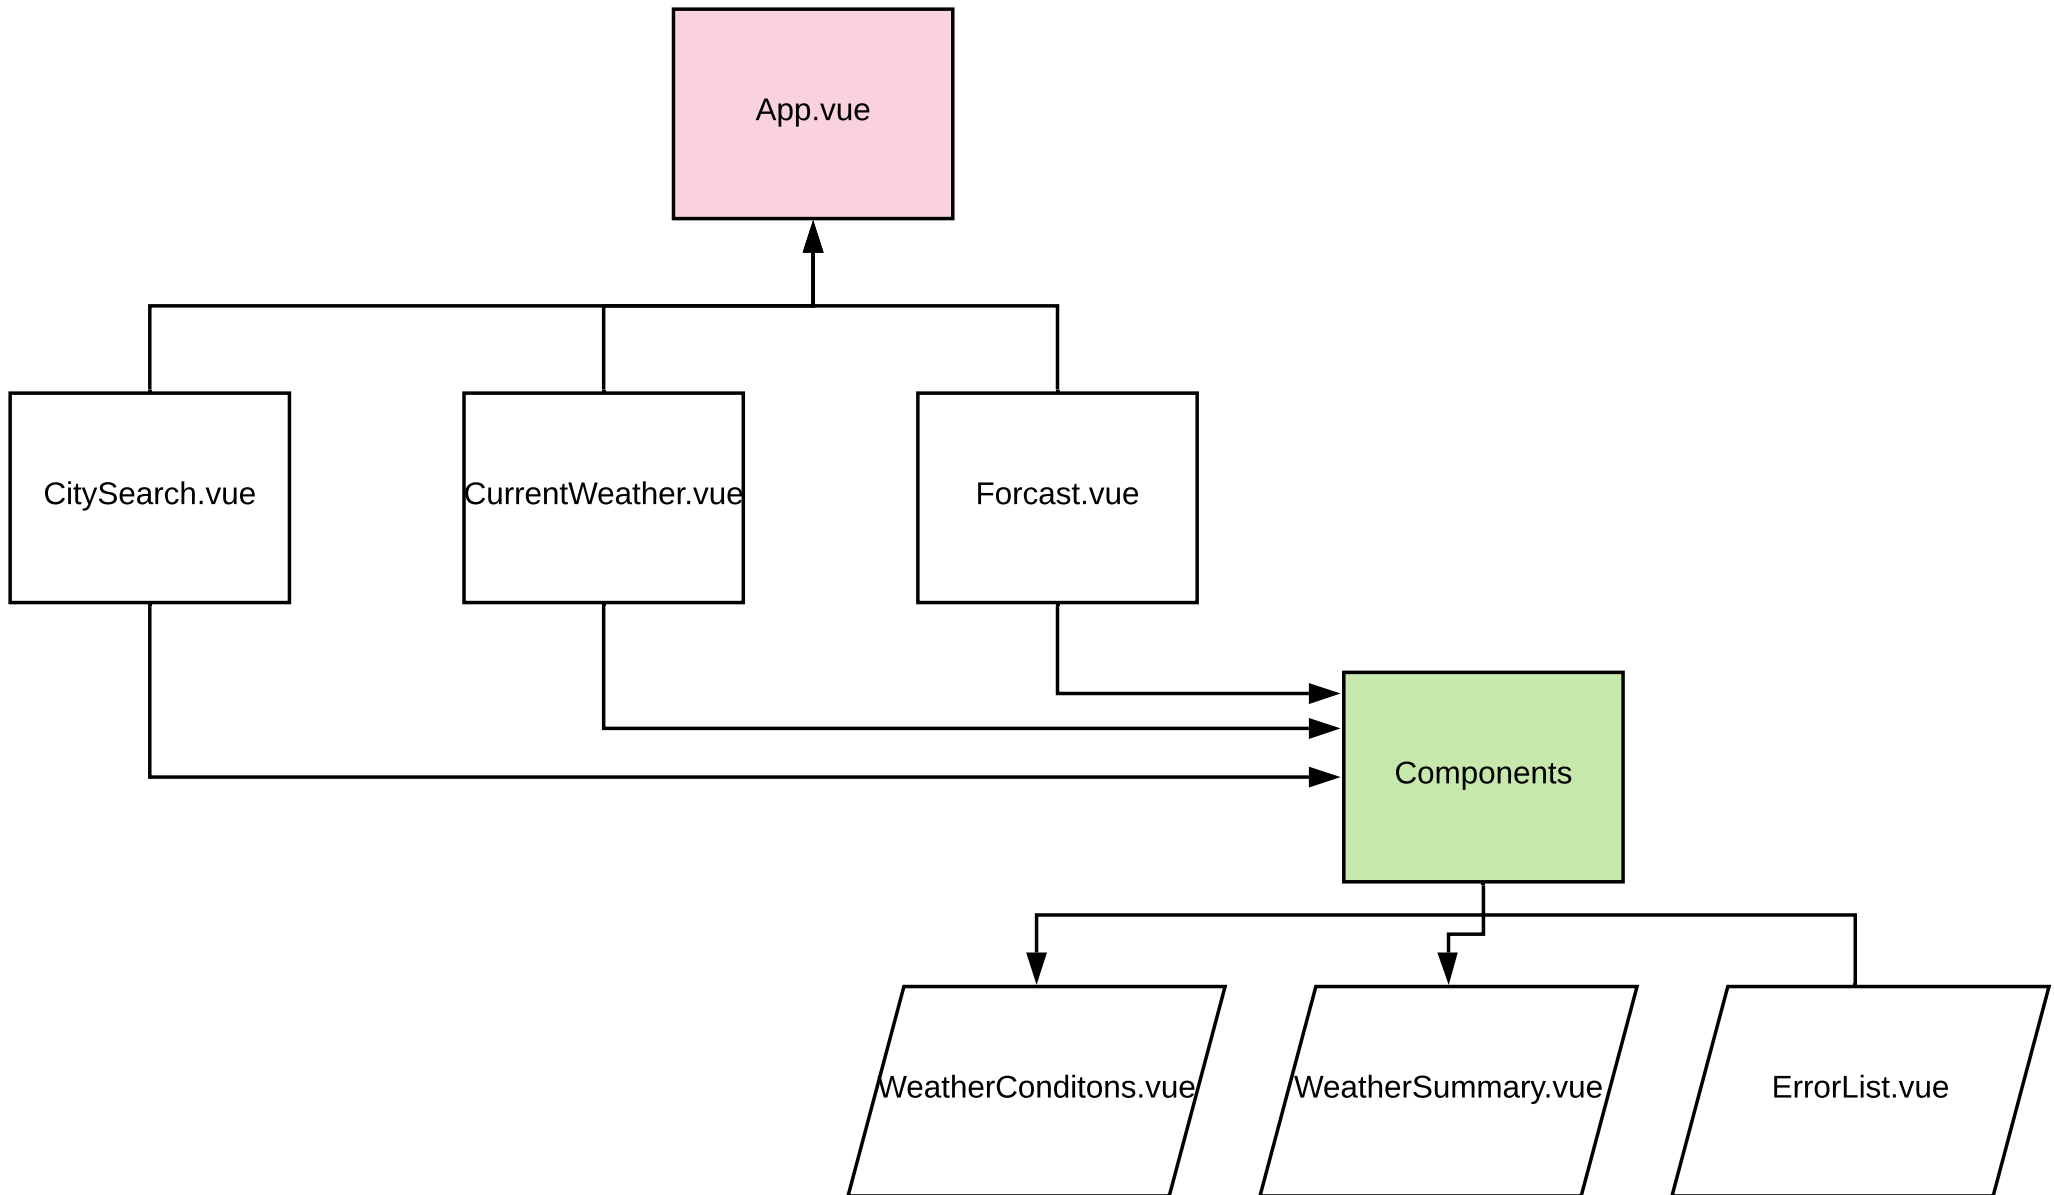 App.vue
CitySearch.vue
CurrentWeather.vue
Forcast.vue
Components
WeatherConditons.vue
WeatherSummary.vue
ErrorList.vue